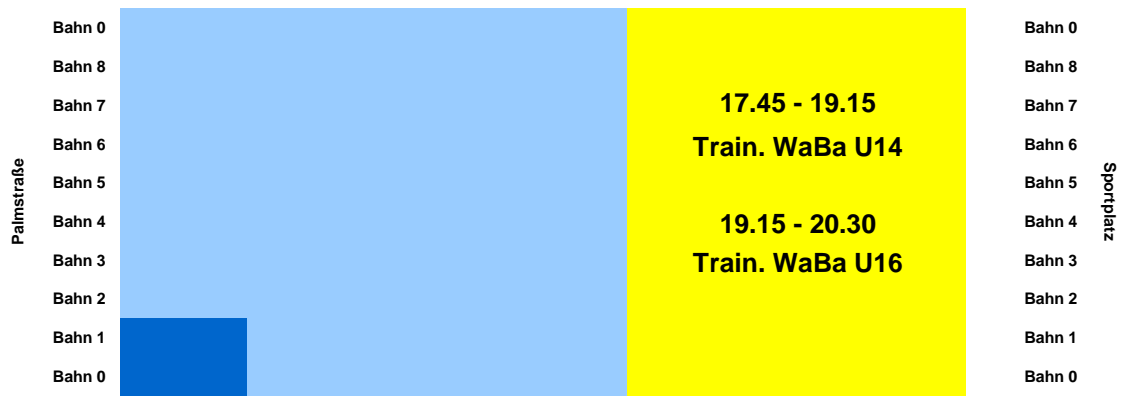 Bahn 0
Bahn 0
Bahn 8
Bahn 8
Bahn 7
17.45 - 19.15
Bahn 7
Bahn 6
Train. WaBa U14
Bahn 6
Palmstraße
Bahn 5
Bahn 5
Sportplatz
Bahn 4
19.15 - 20.30
Bahn 4
Bahn 3
Train. WaBa U16
Bahn 3
Bahn 2
Bahn 2
Bahn 1
Bahn 1
Bahn 0
Bahn 0